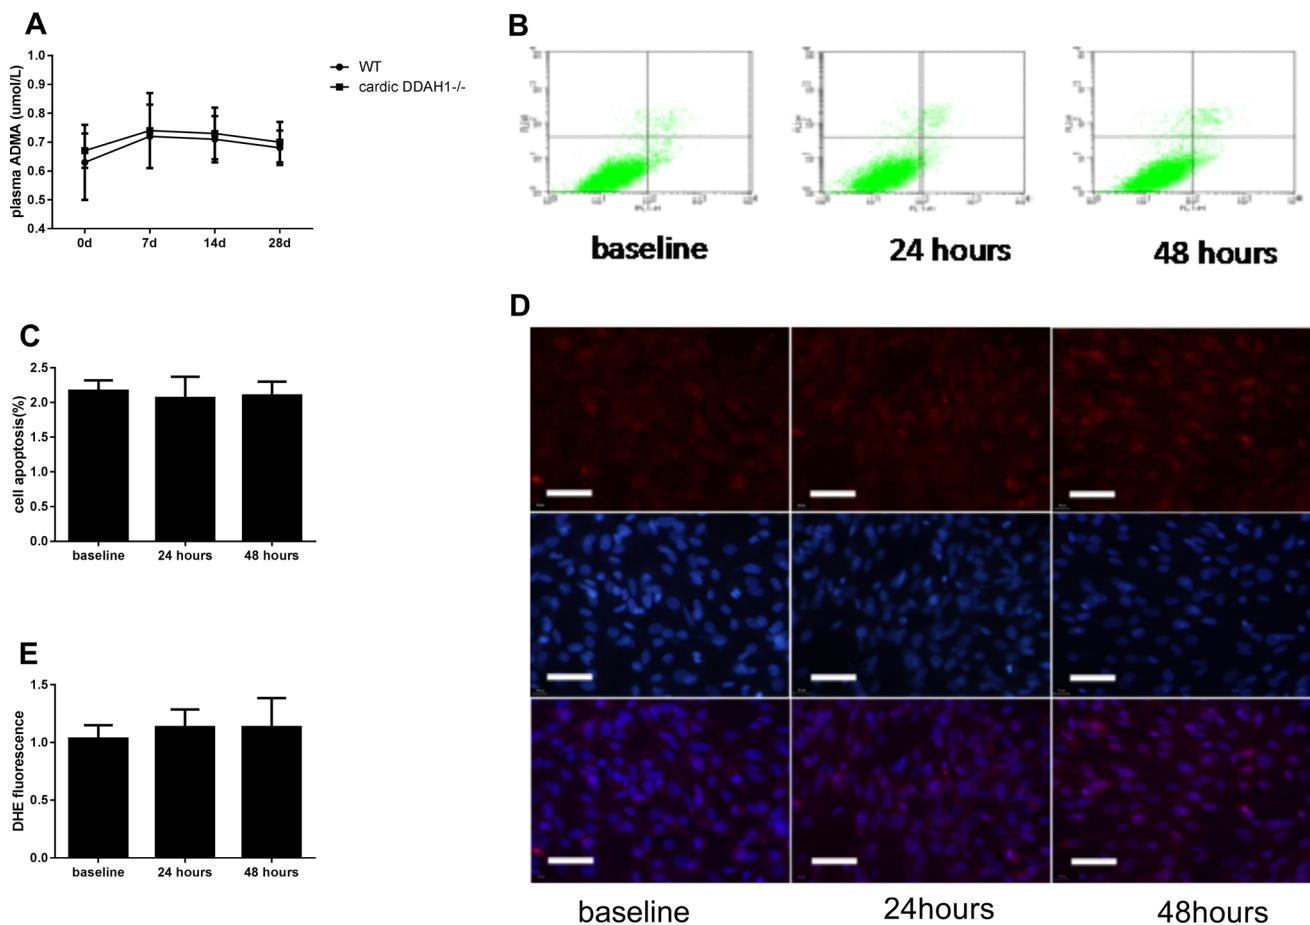 A
plasma ADMA (umol/L)
1.0
0.9
0.8
0.7
0.6
0.5
0.4
0d 7d 14d 28d
WT
cardic DDAH1-/-
B
baseline
24 hours
48 hours
C
cell apoptosis(%)
2.5
2.0
1.5
1.0
0.5
0.0
baseline 24 hours 48 hours
D
baseline
24hours
48hours
E
DHE fluorescence
1.5
1.0
0.5
0.0
baseline 24 hours 48 hours